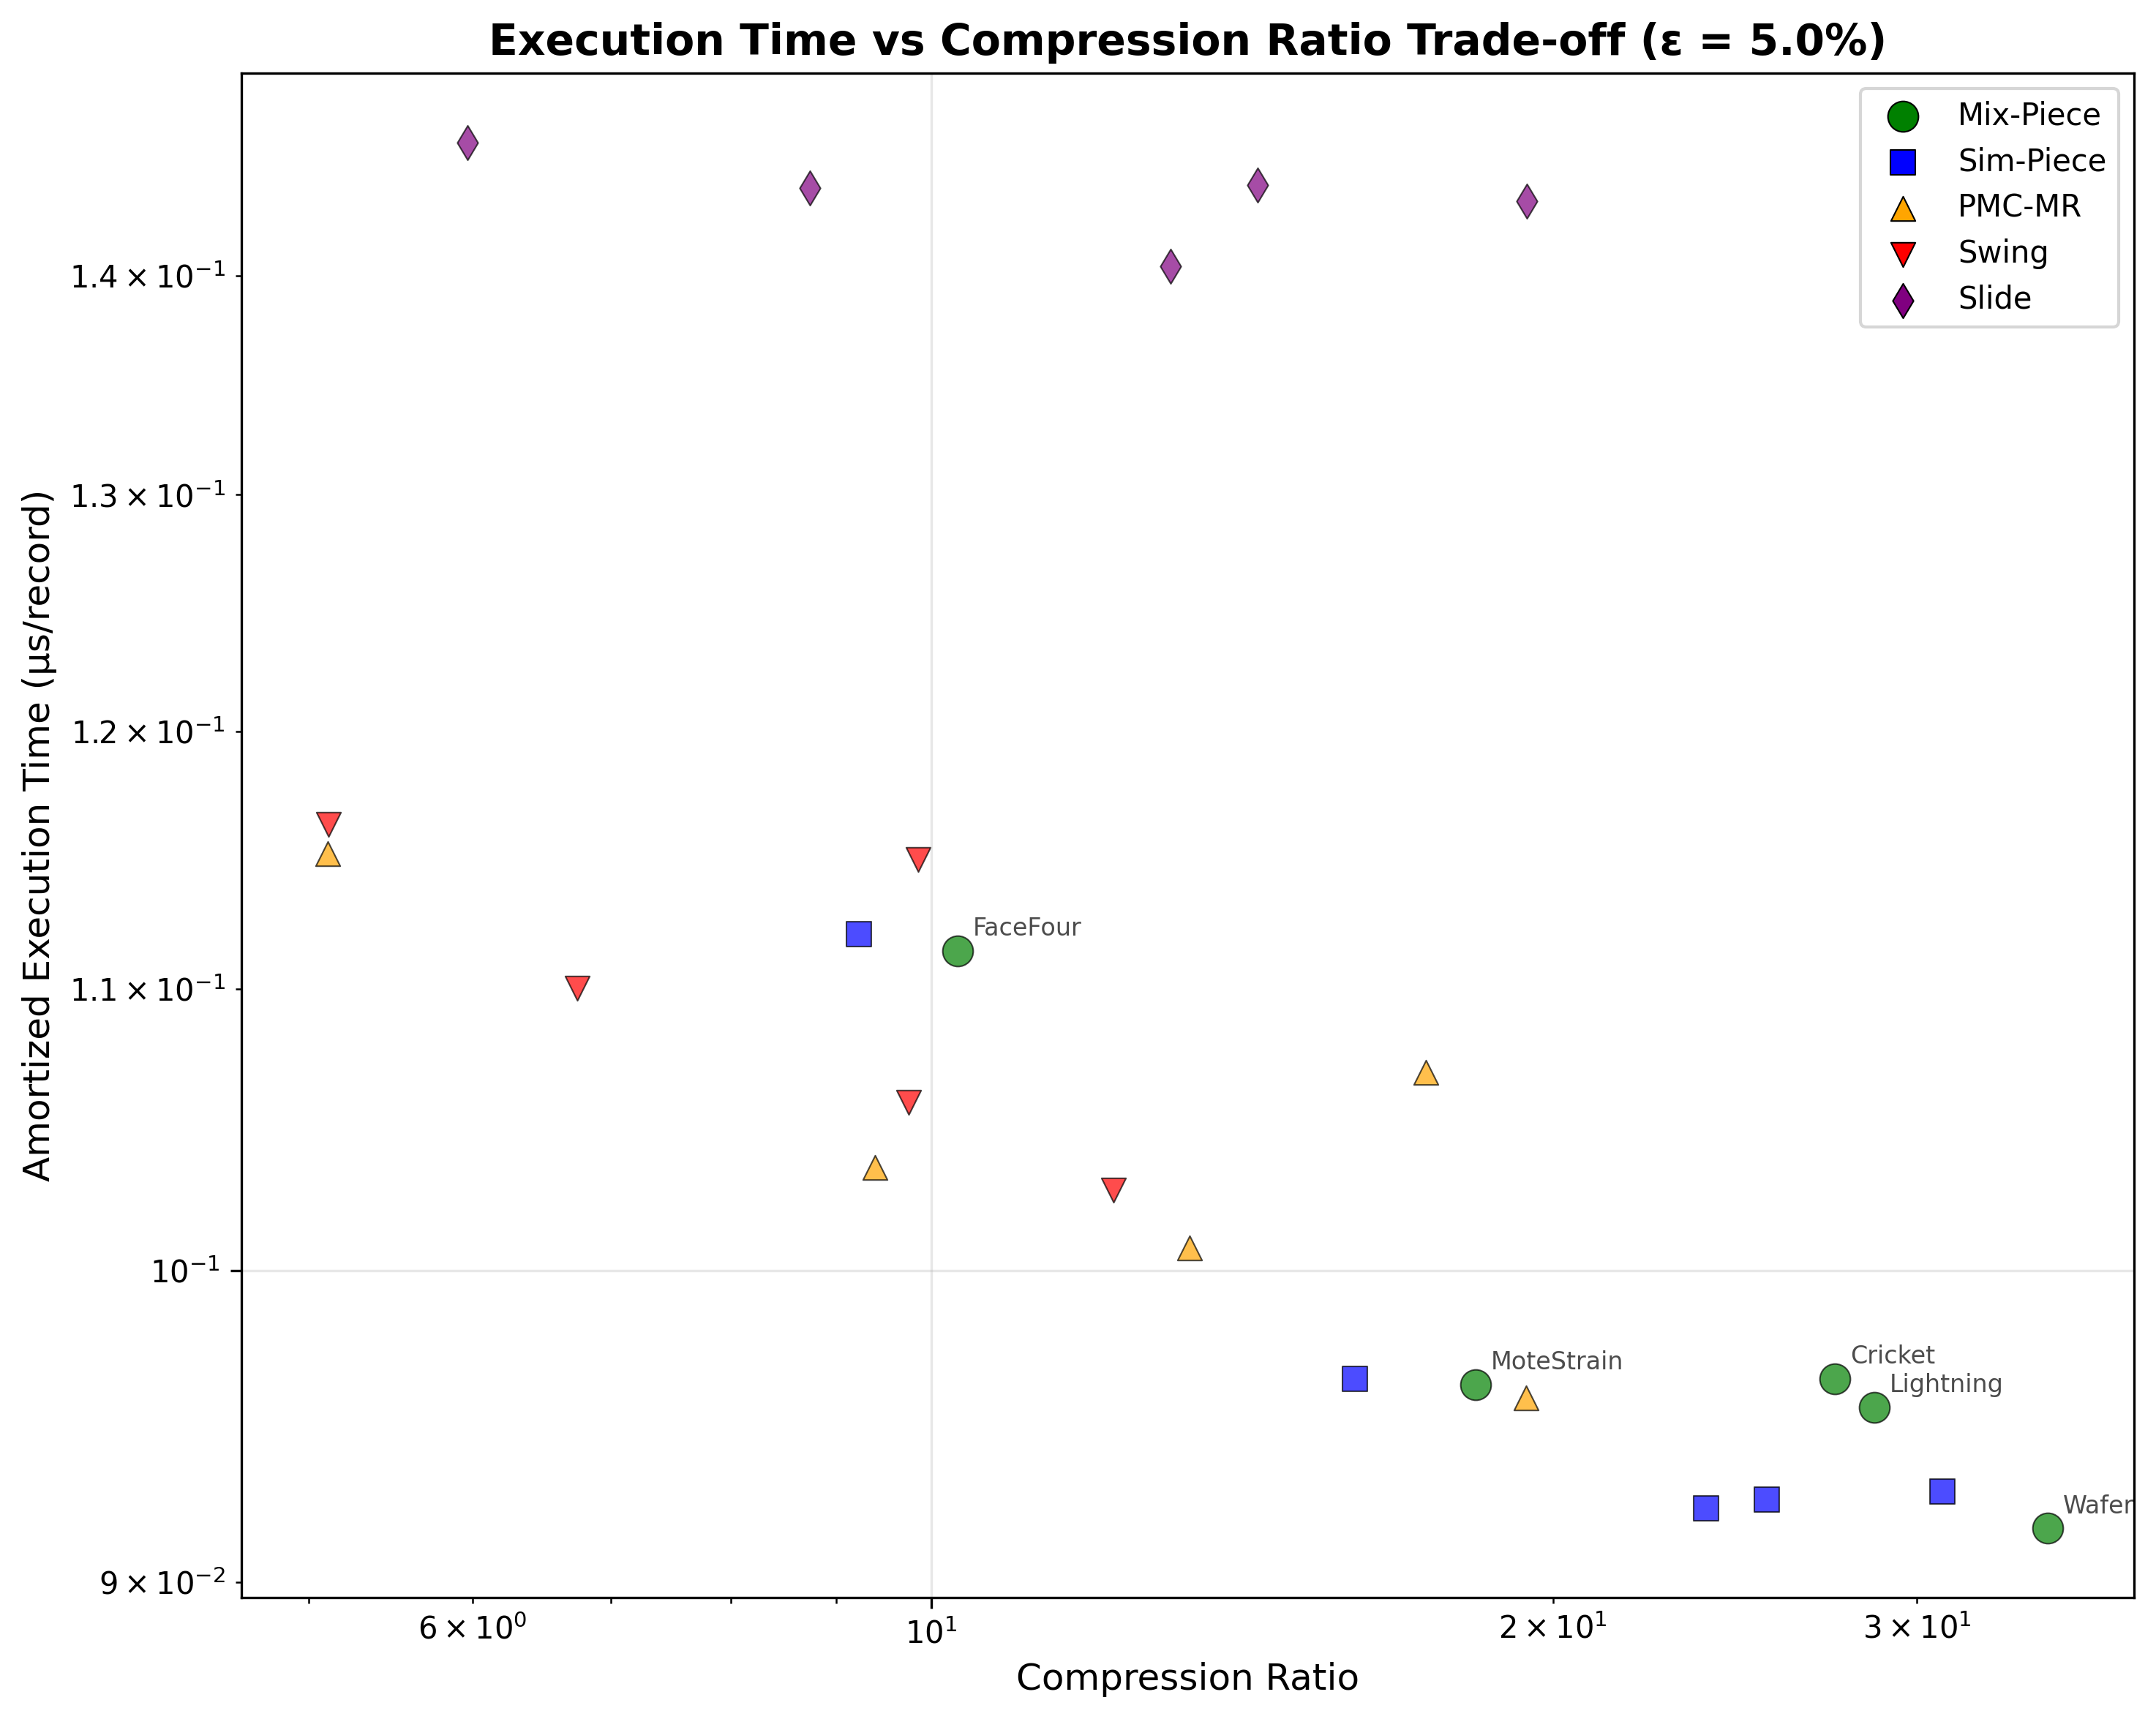 Execution Time vs Compression Ratio Trade-off (ε = 5.0%)
Mix-Piece
Sim-Piece
PMC-MR
Swing
Slide
Amortized Execution Time (μs/record)
1.4 × 10⁻¹
1.3 × 10⁻¹
1.2 × 10⁻¹
1.1 × 10⁻¹
10⁻¹
9 × 10⁻²
FaceFour
MoteStrain
Cricket
Lightning
Wafer
6 × 10⁰
10¹
2 × 10¹
3 × 10¹
Compression Ratio